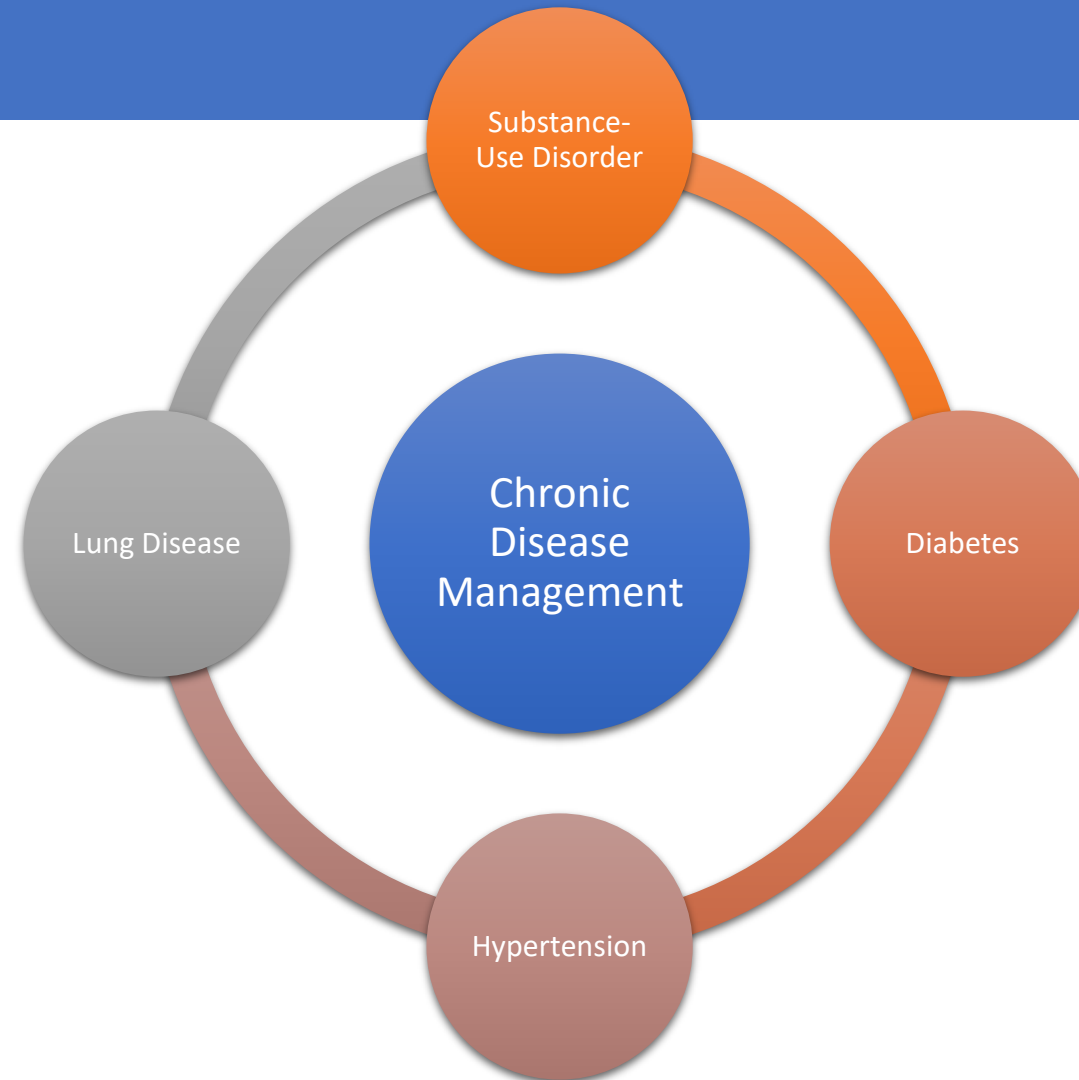 Substance-
Use Disorder
Chronic
Disease
Management
Lung Disease
Diabetes
Hypertension